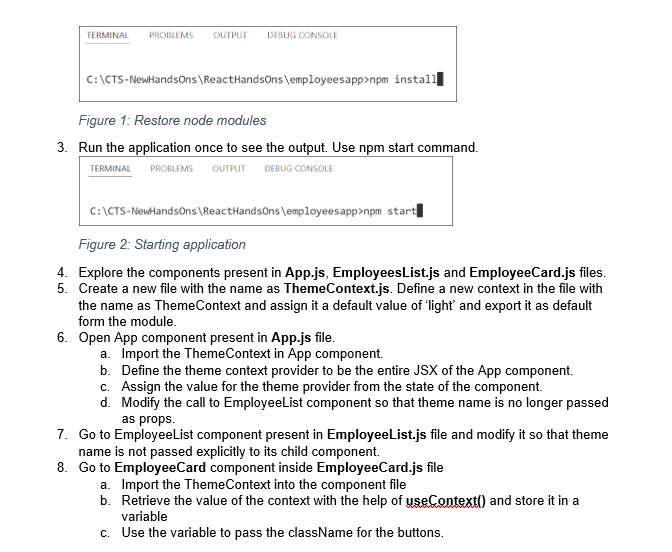 TERMINAL PROBLEMS OUTPUT DEBUG CONSOLE
C:\CTS-NewHandsOns\ReactHandsOns\employeesapp>npm install
Figure 1: Restore node modules
3. Run the application once to see the output. Use npm start command.
TERMINAL PROBLEMS OUTPUT DEBUG CONSOLE
C:\CTS-NewHandsOns\ReactHandsOns\employeesapp>npm start
Figure 2: Starting application
4. Explore the components present in App.js, EmployeesList.js and EmployeeCard.js files.
5. Create a new file with the name as ThemeContext.js. Define a new context in the file with
the name as ThemeContext and assign it a default value of ‘light’ and export it as default
form the module.
6. Open App component present in App.js file.
a. Import the ThemeContext in App component.
b. Define the theme context provider to be the entire JSX of the App component.
c. Assign the value for the theme provider from the state of the component.
d. Modify the call to EmployeeList component so that theme name is no longer passed
as props.
7. Go to EmployeeList component present in EmployeeList.js file and modify it so that theme
name is not passed explicitly to its child component.
8. Go to EmployeeCard component inside EmployeeCard.js file
a. Import the ThemeContext into the component file
b. Retrieve the value of the context with the help of useContext() and store it in a
variable
c. Use the variable to pass the className for the buttons.